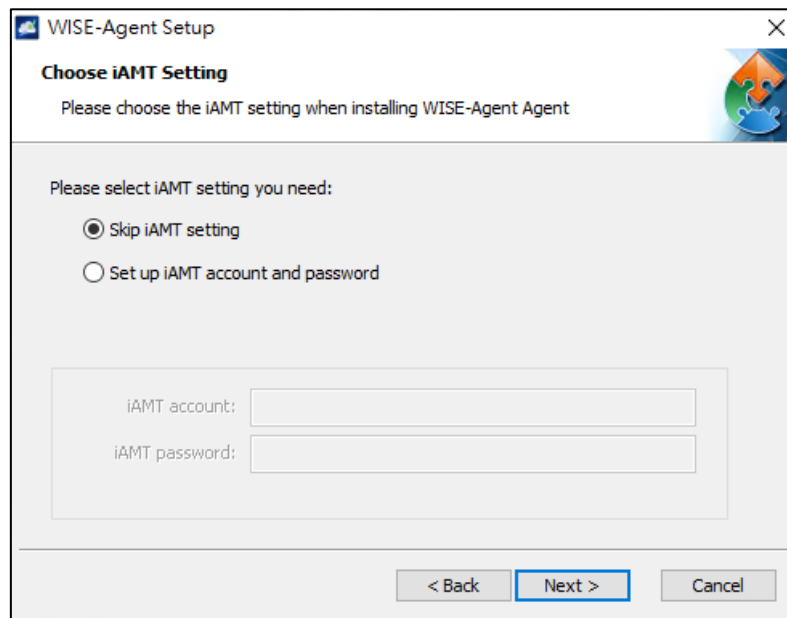 WISE-Agent Setup
Choose iAMT Setting
Please choose the iAMT setting when installing WISE-Agent Agent
Please select iAMT setting you need:
Skip iAMT setting
Set up iAMT account and password
iAMT account:
iAMT password:
< Back
Next >
Cancel